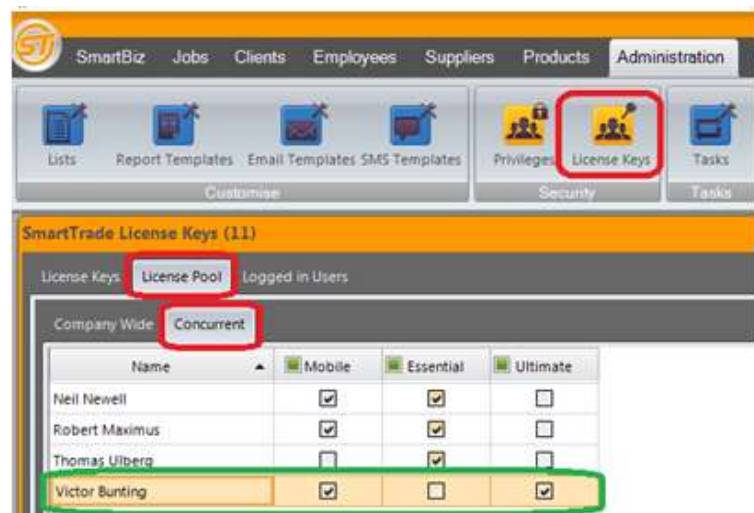 ST
SmartBiz Jobs Clients Employees Suppliers Products Administration
Lists Report Templates Email Templates SMS Templates Privileges License Keys Tasks
Customise Security Tasks
SmartTrade License Keys (11)
License Keys License Pool Logged in Users
Company Wide Concurrent
Name Mobile Essential Ultimate
Neil Newell
Robert Maximus
Thomas Ulberg
Victor Bunting